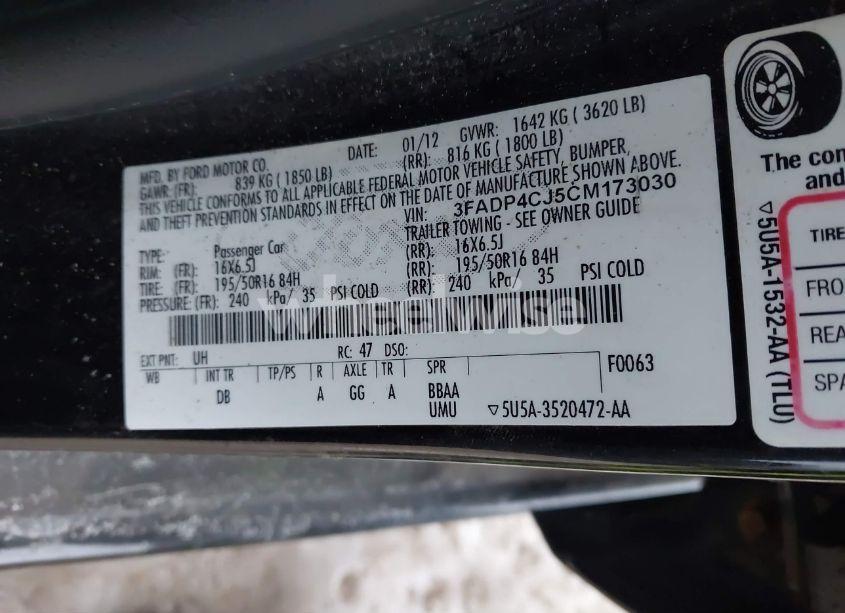 MFD. BY FORD MOTOR CO.
DATE: 01/12 GVWR: 1642 KG ( 3620 LB)
GAWR: (FR): 839 KG ( 1850 LB) (RR): 816 KG ( 1800 LB)
THIS VEHICLE CONFORMS TO ALL APPLICABLE FEDERAL MOTOR VEHICLE SAFETY, BUMPER,
AND THEFT PREVENTION STANDARDS IN EFFECT ON THE DATE OF MANUFACTURE SHOWN ABOVE.
VIN: 3FADP4CJ5CM173030
TYPE: Passenger Car TRAILER TOWING - SEE OWNER GUIDE
RIM: (FR): 16X6.5J (RR): 16X6.5J
TIRE: (FR): 195/50R16 84H (RR): 195/50R16 84H
PRESSURE: (FR): 240 kPa/ 35 PSI COLD (RR): 240 kPa/ 35 PSI COLD
wheelwise
EXT PNT: UH RC: 47 DSO:
WB INT TR TP/PS R AXLE TR SPR F0063
DB A GG A BBAA
UMU ▽5U5A-3520472-AA
The con
and
▽5U5A-1532-AA (TLU)
TIRE
FRO
REA
SPA